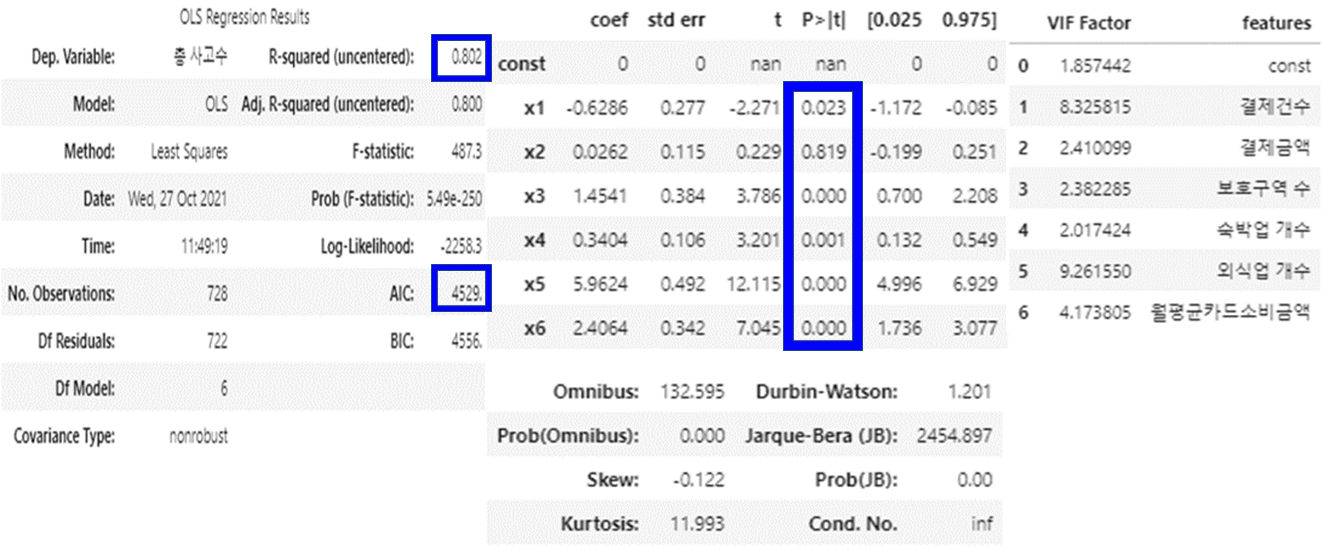 OLS Regression Results
Dep. Variable: 총 사고수 R-squared (uncentered): 0.802
Model: OLS Adj. R-squared (uncentered): 0.800
Method: Least Squares F-statistic: 487.3
Date: Wed, 27 Oct 2021 Prob (F-statistic): 5.49e-250
Time: 11:49:19 Log-Likelihood: -2258.3
No. Observations: 728 AIC: 4529.
Df Residuals: 722 BIC: 4556.
Df Model: 6
Covariance Type: nonrobust
coef std err t P>|t| [0.025 0.975]
const 0 0 nan nan 0 0
x1 -0.6286 0.277 -2.271 0.023 -1.172 -0.085
x2 0.0262 0.115 0.229 0.819 -0.199 0.251
x3 1.4541 0.384 3.786 0.000 0.700 2.208
x4 0.3404 0.106 3.201 0.001 0.132 0.549
x5 5.9624 0.492 12.115 0.000 4.996 6.929
x6 2.4064 0.342 7.045 0.000 1.736 3.077
Omnibus: 132.595 Durbin-Watson: 1.201
Prob(Omnibus): 0.000 Jarque-Bera (JB): 2454.897
Skew: -0.122 Prob(JB): 0.00
Kurtosis: 11.993 Cond. No. inf
VIF Factor features
0 1.857442 const
1 8.325815 결제건수
2 2.410099 결제금액
3 2.382285 보호구역 수
4 2.017424 숙박업 개수
5 9.261550 외식업 개수
6 4.173805 월평균카드소비금액